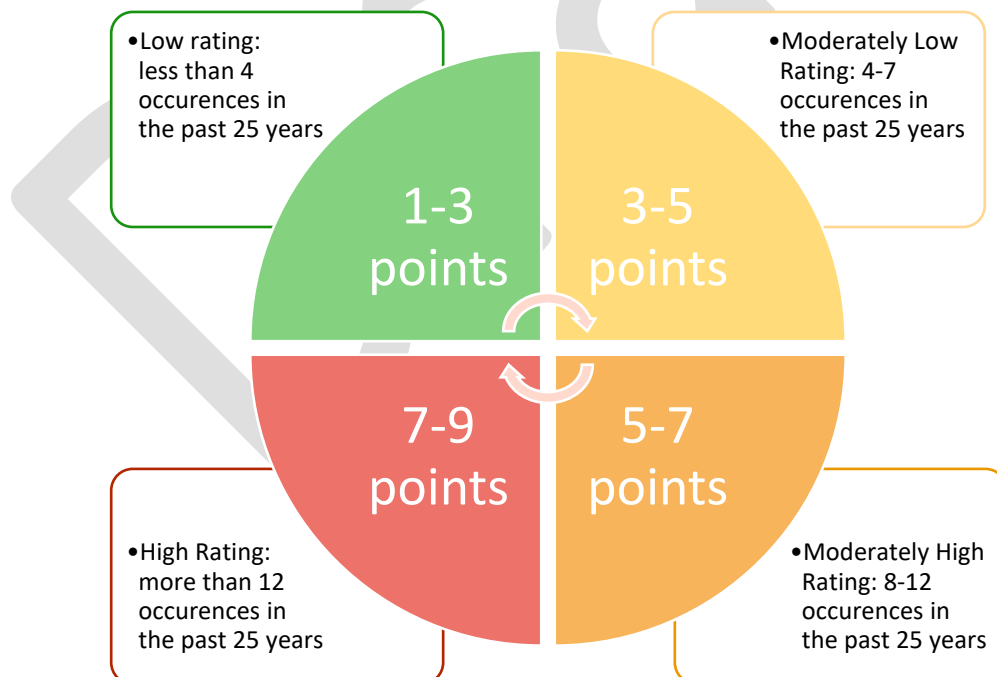 •Low rating:
less than 4
occurences in
the past 25 years
•Moderately Low
Rating: 4-7
occurences in
the past 25 years
1-3
points
3-5
points
7-9
points
5-7
points
•High Rating:
more than 12
occurences in
the past 25 years
•Moderately High
Rating: 8-12
occurences in
the past 25 years